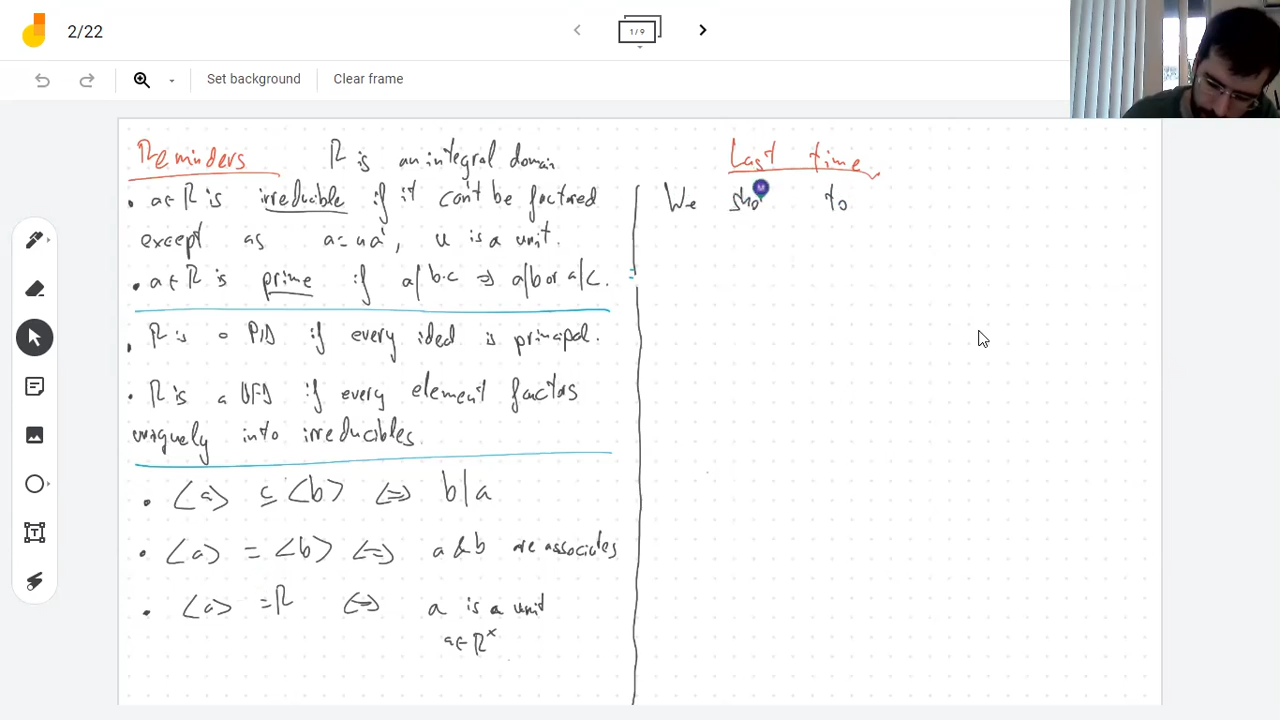 2/22
1/9
Set background
Clear frame
Reminders R is an integral domain
• a∈R is irreducible if it can't be factored
except as a=ua', u is a unit.
• a∈R is prime if a|b·c ⇒ a|b or a|c.
• R is a PID if every ideal is principal.
• R is a UFD if every element factors
uniquely into irreducibles.
• <a> ⊆ <b> ⇔ b|a
• <a> = <b> ⇔ a & b are associates
• <a> =R ⇔ a is a unit
a∈R^x
Last time
We sho to
M